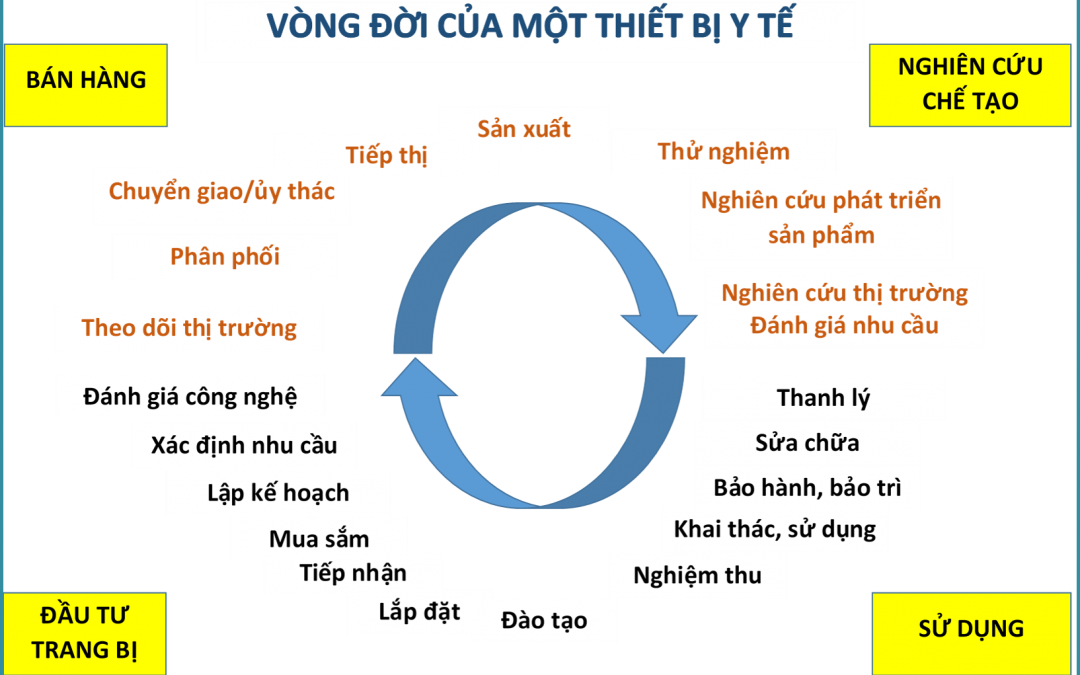 VÒNG ĐỜI CỦA MỘT THIẾT BỊ Y TẾ
BÁN HÀNG
NGHIÊN CỨU
CHẾ TẠO
Sản xuất
Tiếp thị
Thử nghiệm
Chuyển giao/ủy thác
Nghiên cứu phát triển
sản phẩm
Phân phối
Nghiên cứu thị trường
Đánh giá nhu cầu
Theo dõi thị trường
Đánh giá công nghệ
Thanh lý
Xác định nhu cầu
Sửa chữa
Lập kế hoạch
Bảo hành, bảo trì
Mua sắm
Khai thác, sử dụng
Tiếp nhận
Nghiệm thu
Lắp đặt
Đào tạo
ĐẦU TƯ
TRANG BỊ
SỬ DỤNG